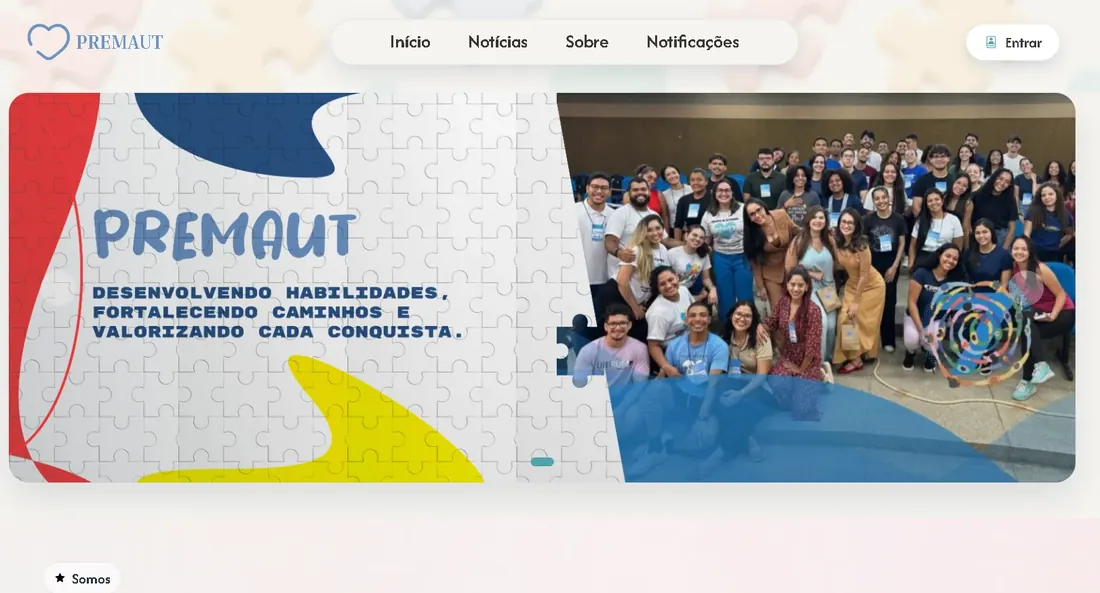 PREMAUT
Início
Notícias
Sobre
Notificações
Entrar
PREMAUT
DESENVOLVENDO HABILIDADES,
FORTALECENDO CAMINHOS E
VALORIZANDO CADA CONQUISTA.
Somos